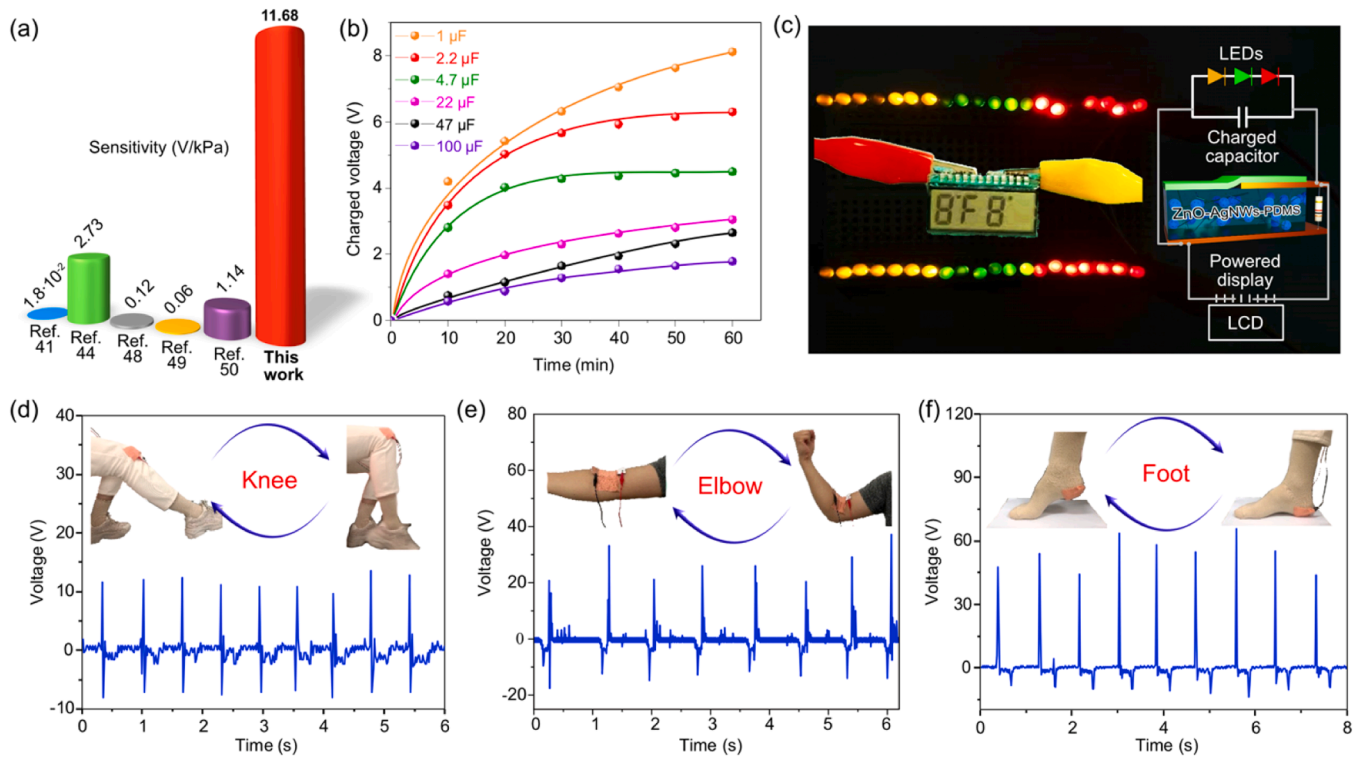 (a)
11.68
Sensitivity (V/kPa)
1.8·10⁻²
2.73
0.12
0.06
1.14
Ref.
41
Ref.
44
Ref.
48
Ref.
49
Ref.
50
This
work
(b)
Charged voltage (V)
8
6
4
2
0
1 μF
2.2 μF
4.7 μF
22 μF
47 μF
100 μF
0 10 20 30 40 50 60
Time (min)
(c)
8°F 8°
LEDs
Charged
capacitor
ZnO-AgNWs-PDMS
Powered
display
LCD
(d)
Voltage (V)
40
30
20
10
0
-10
Knee
0 1 2 3 4 5 6
Time (s)
(e)
Voltage (V)
80
60
40
20
0
-20
Elbow
0 1 2 3 4 5 6
Time (s)
(f)
Voltage (V)
120
90
60
30
0
Foot
0 2 4 6 8
Time (s)